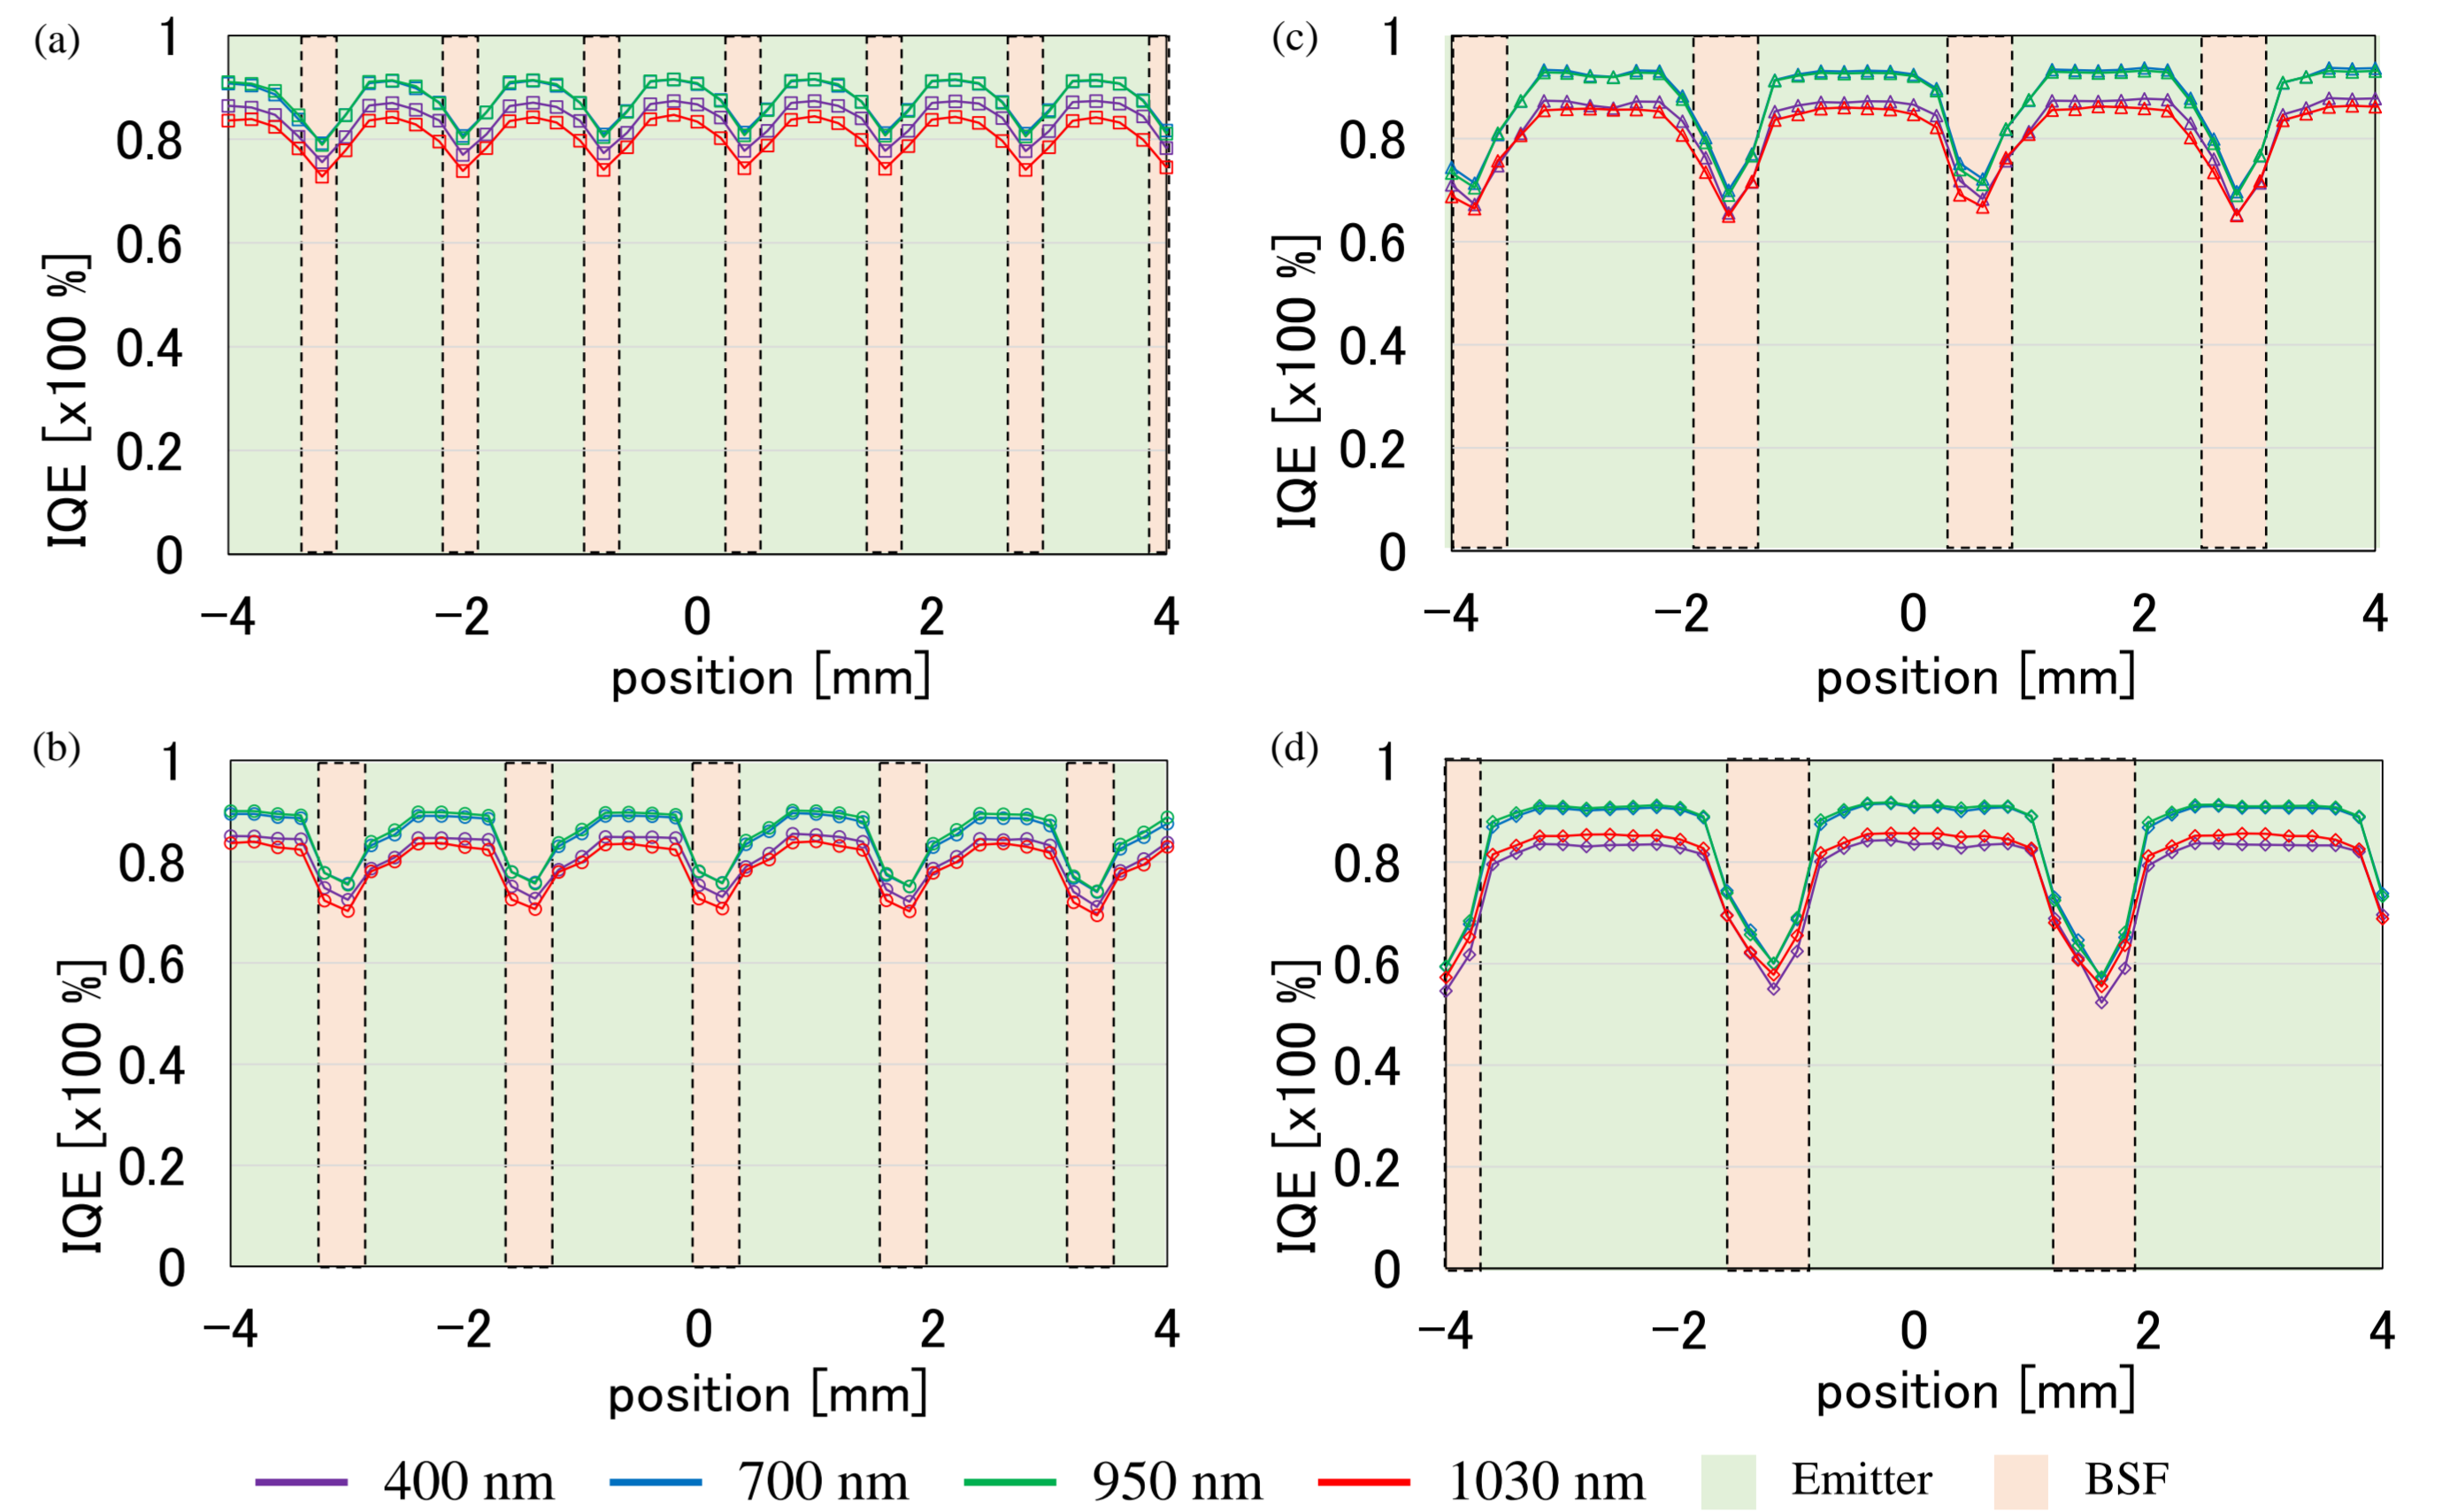 (a)
1
0.8
0.6
0.4
0.2
0
IQE [x100 %]
−4 −2 0 2 4
position [mm]
(c)
1
0.8
0.6
0.4
0.2
0
IQE [x100 %]
−4 −2 0 2 4
position [mm]
(b)
1
0.8
0.6
0.4
0.2
0
IQE [x100 %]
−4 −2 0 2 4
position [mm]
(d)
1
0.8
0.6
0.4
0.2
0
IQE [x100 %]
−4 −2 0 2 4
position [mm]
400 nm 700 nm 950 nm 1030 nm Emitter BSF